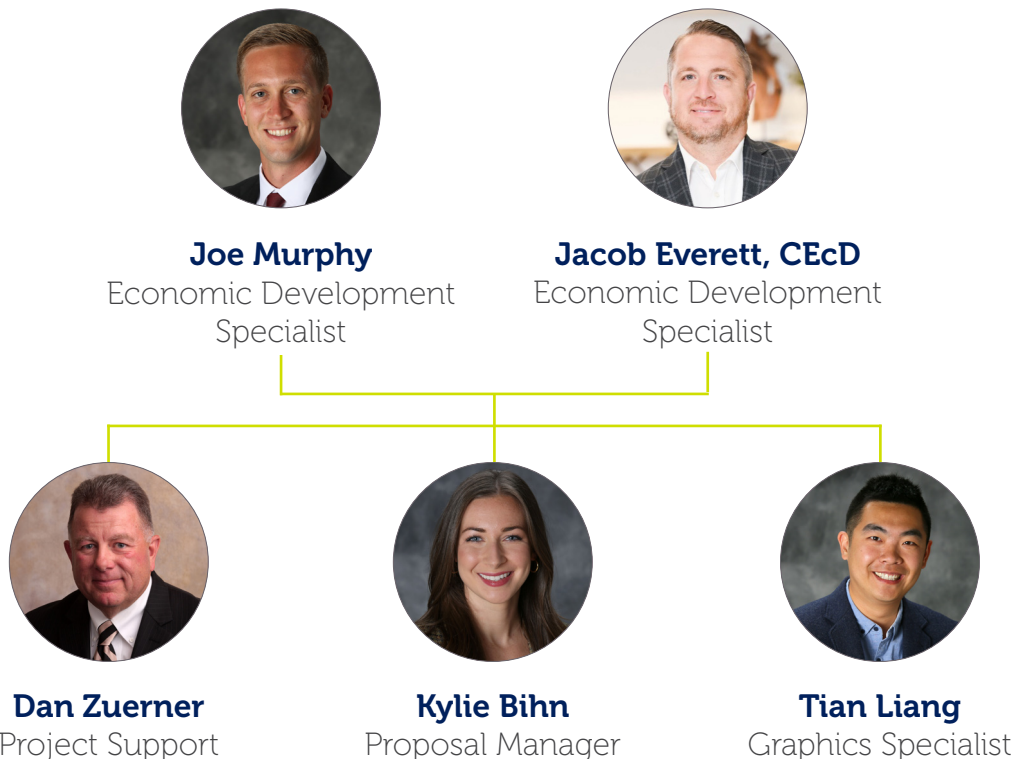 Joe Murphy
Economic Development
Specialist
Jacob Everett, CEcD
Economic Development
Specialist
Dan Zuerner
Project Support
Kylie Bihn
Proposal Manager
Tian Liang
Graphics Specialist